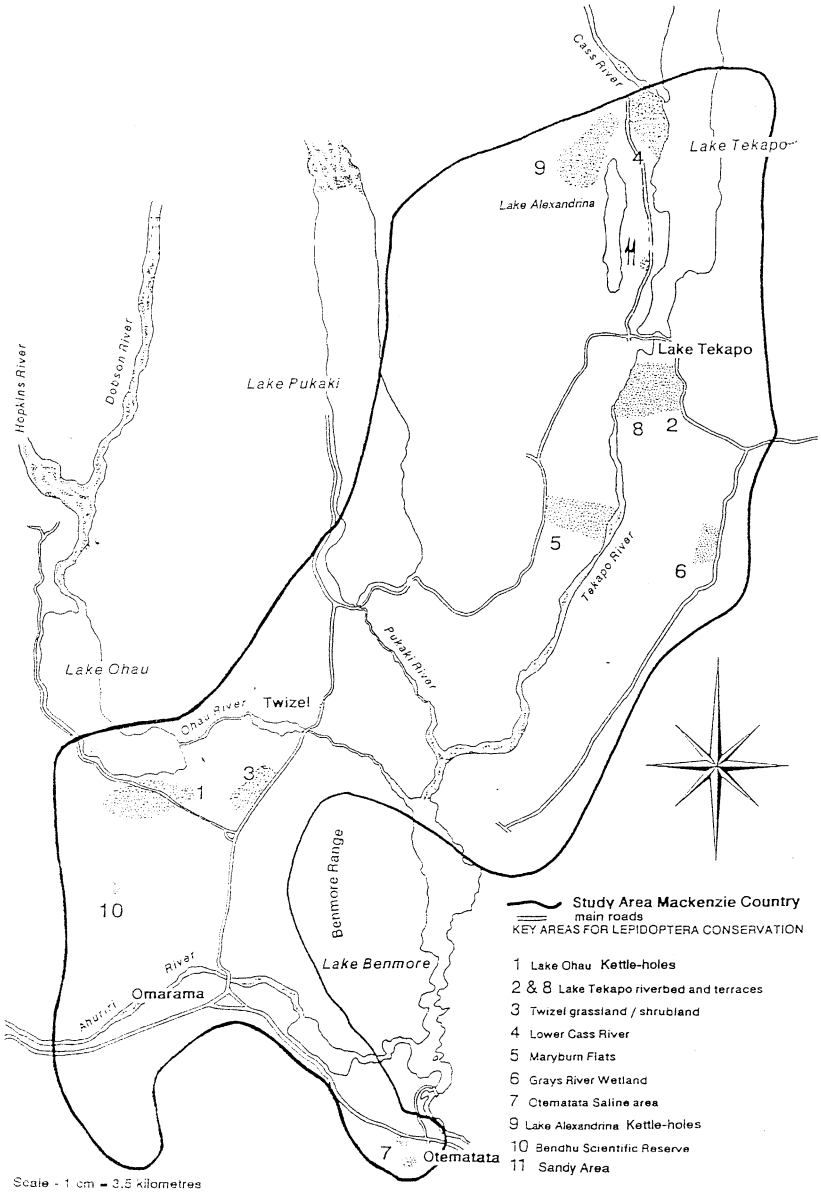 Cass River
Lake Tekapo
9
4
Lake Alexandrina
11
Dobson River
Hopkins River
Lake Pukaki
Lake Tekapo
8
2
5
6
Tekapo River
Pukaki River
Lake Ohau
Ohau River
Twizel
1
3
10
Benmore Range
Lake Benmore
Ahuriri River
Omarama
7
Otematata
Study Area Mackenzie Country
main roads
KEY AREAS FOR LEPIDOPTERA CONSERVATION
1 Lake Ohau Kettle-holes
2 & 8 Lake Tekapo riverbed and terraces
3 Twizel grassland / shrubland
4 Lower Cass River
5 Maryburn Flats
6 Grays River Wetland
7 Otematata Saline area
9 Lake Alexandrina Kettle-holes
10 Bendhu Scientific Reserve
11 Sandy Area
Scale - 1 cm = 3.5 kilometres